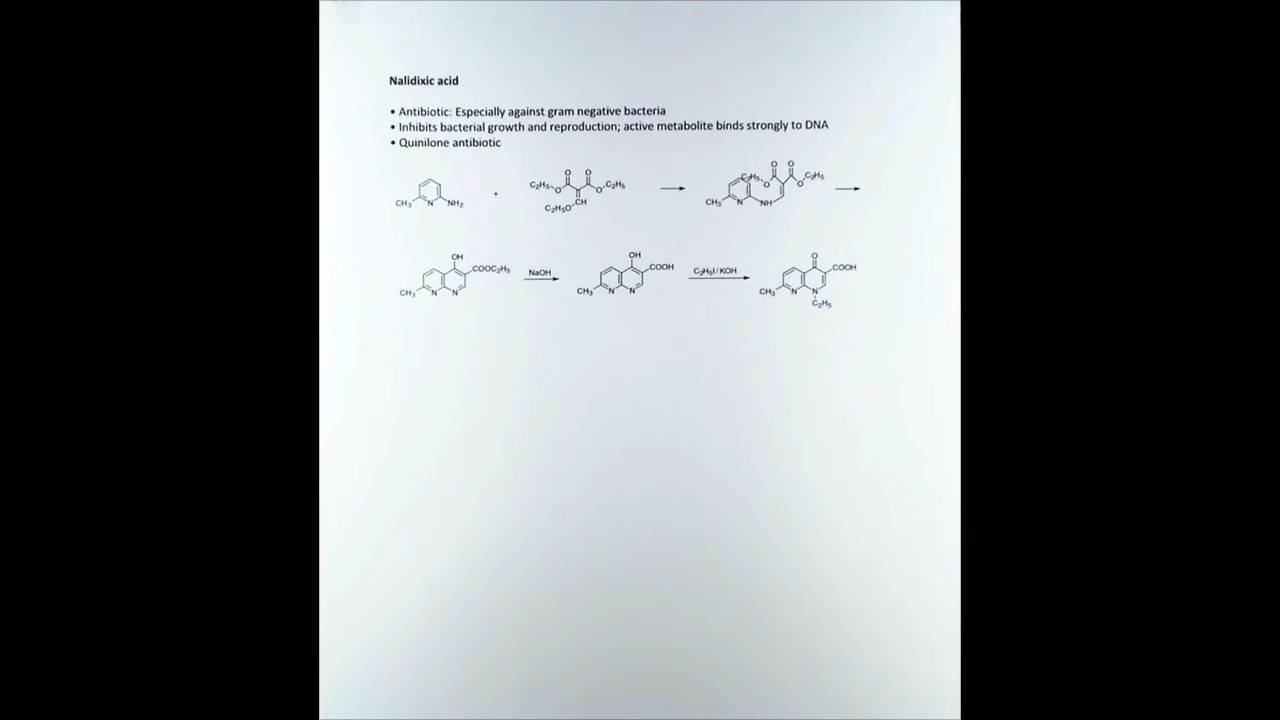 Nalidixic acid
• Antibiotic: Especially against gram negative bacteria
• Inhibits bacterial growth and reproduction; active metabolite binds strongly to DNA
• Quinilone antibiotic
CH3 N NH2
O O
C2H5 O O C2H5
C2H5O CH
O O
C2H5 O O C2H5
CH3 N NH
OH
COOC2H5
CH3 N N
NaOH
OH
COOH
CH3 N N
C2H5I/KOH
O
COOH
CH3 N N
C2H5